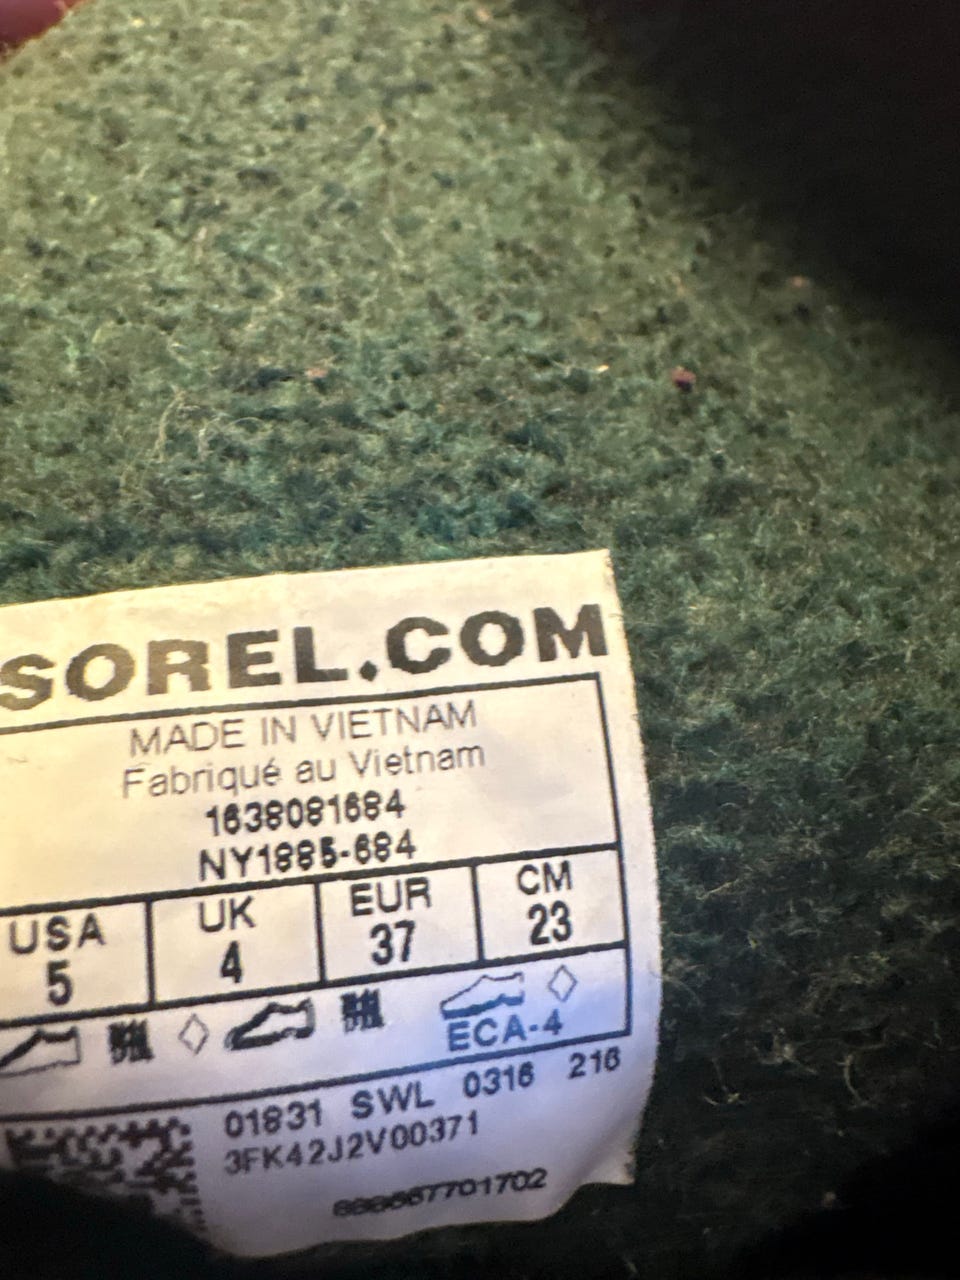 SOREL.COM
MADE IN VIETNAM
Fabriqué au Vietnam
1638081684
NY1885-684
USA UK EUR CM
5 4 37 23
ECA-4
01831 SWL 0316 216
3FK42J2V00371
888667701702